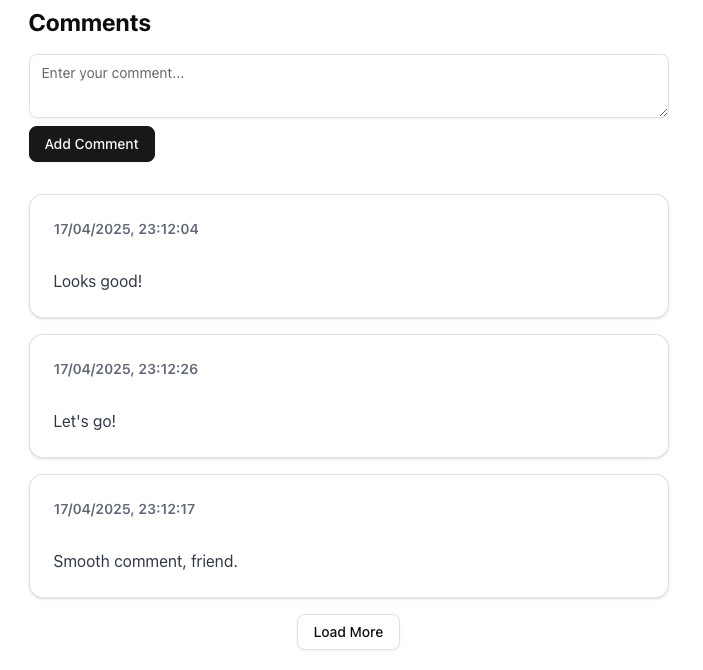 Comments
Enter your comment...
Add Comment
17/04/2025, 23:12:04
Looks good!
17/04/2025, 23:12:26
Let's go!
17/04/2025, 23:12:17
Smooth comment, friend.
Load More